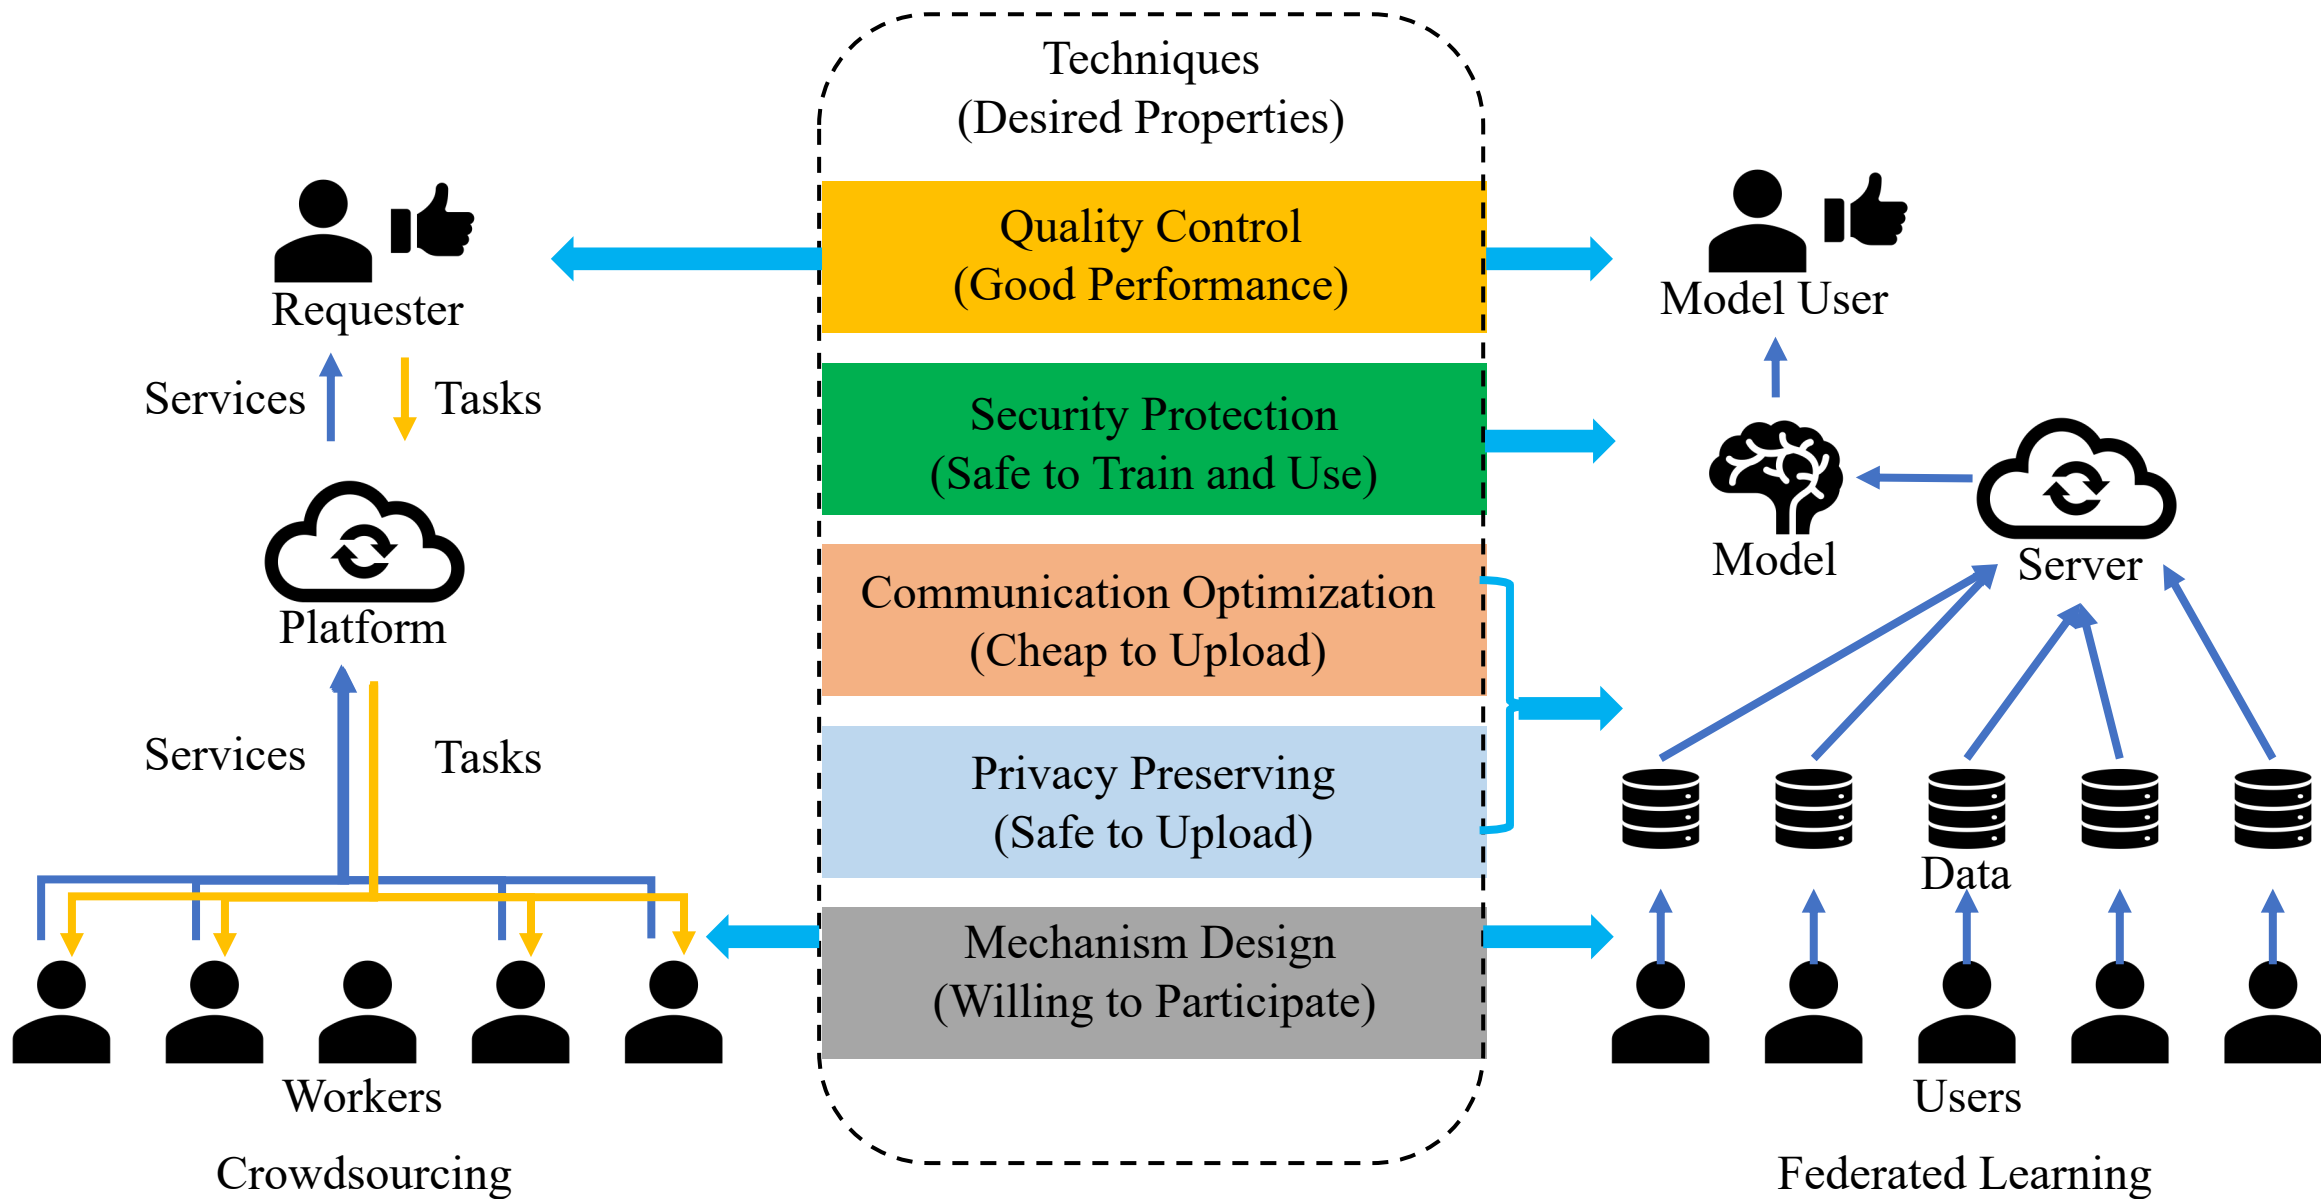 Techniques
(Desired Properties)
Quality Control
(Good Performance)
Security Protection
(Safe to Train and Use)
Communication Optimization
(Cheap to Upload)
Privacy Preserving
(Safe to Upload)
Mechanism Design
(Willing to Participate)
Requester
Services
Tasks
Platform
Services
Tasks
Workers
Crowdsourcing
Model User
Model
Server
Data
Users
Federated Learning